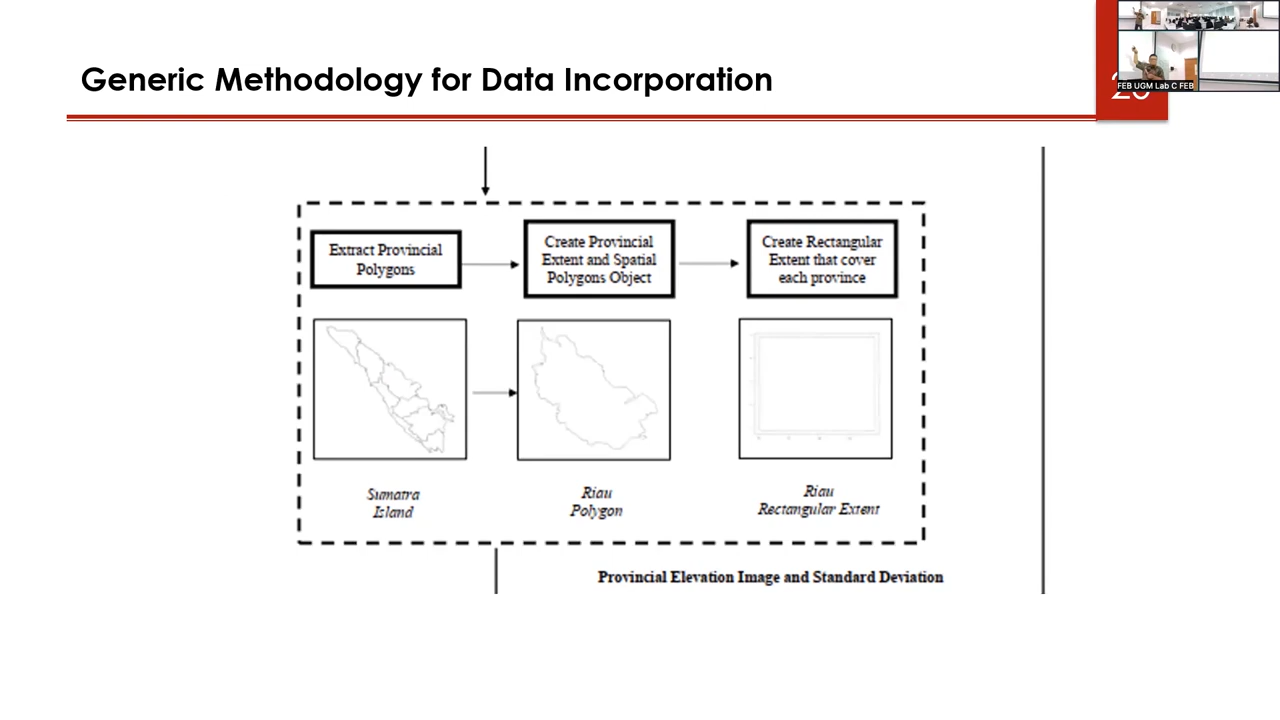 Generic Methodology for Data Incorporation
FEB UGM Lab C FEB
Extract Provincial
Polygons
Create Provincial
Extent and Spatial
Polygons Object
Create Rectangular
Extent that cover
each province
Sumatra
Island
Riau
Polygon
Riau
Rectangular Extent
Provincial Elevation Image and Standard Deviation